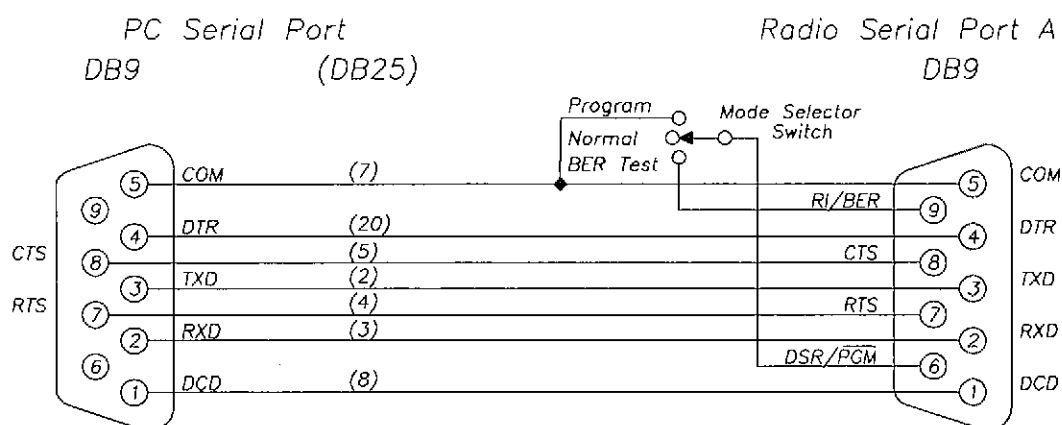 PC Serial Port Radio Serial Port A
DB9 (DB25) DB9
Program Mode Selector
Normal Switch
BER Test
5 COM (7) 5 COM
9 RI/BER 9
4 DTR (20) 4 DTR
CTS 8 (5) CTS 8
3 TXD (2) 3 TXD
RTS 7 (4) RTS 7
2 RXD (3) 2 RXD
6 DSR/PGM 6
1 DCD (8) 1 DCD